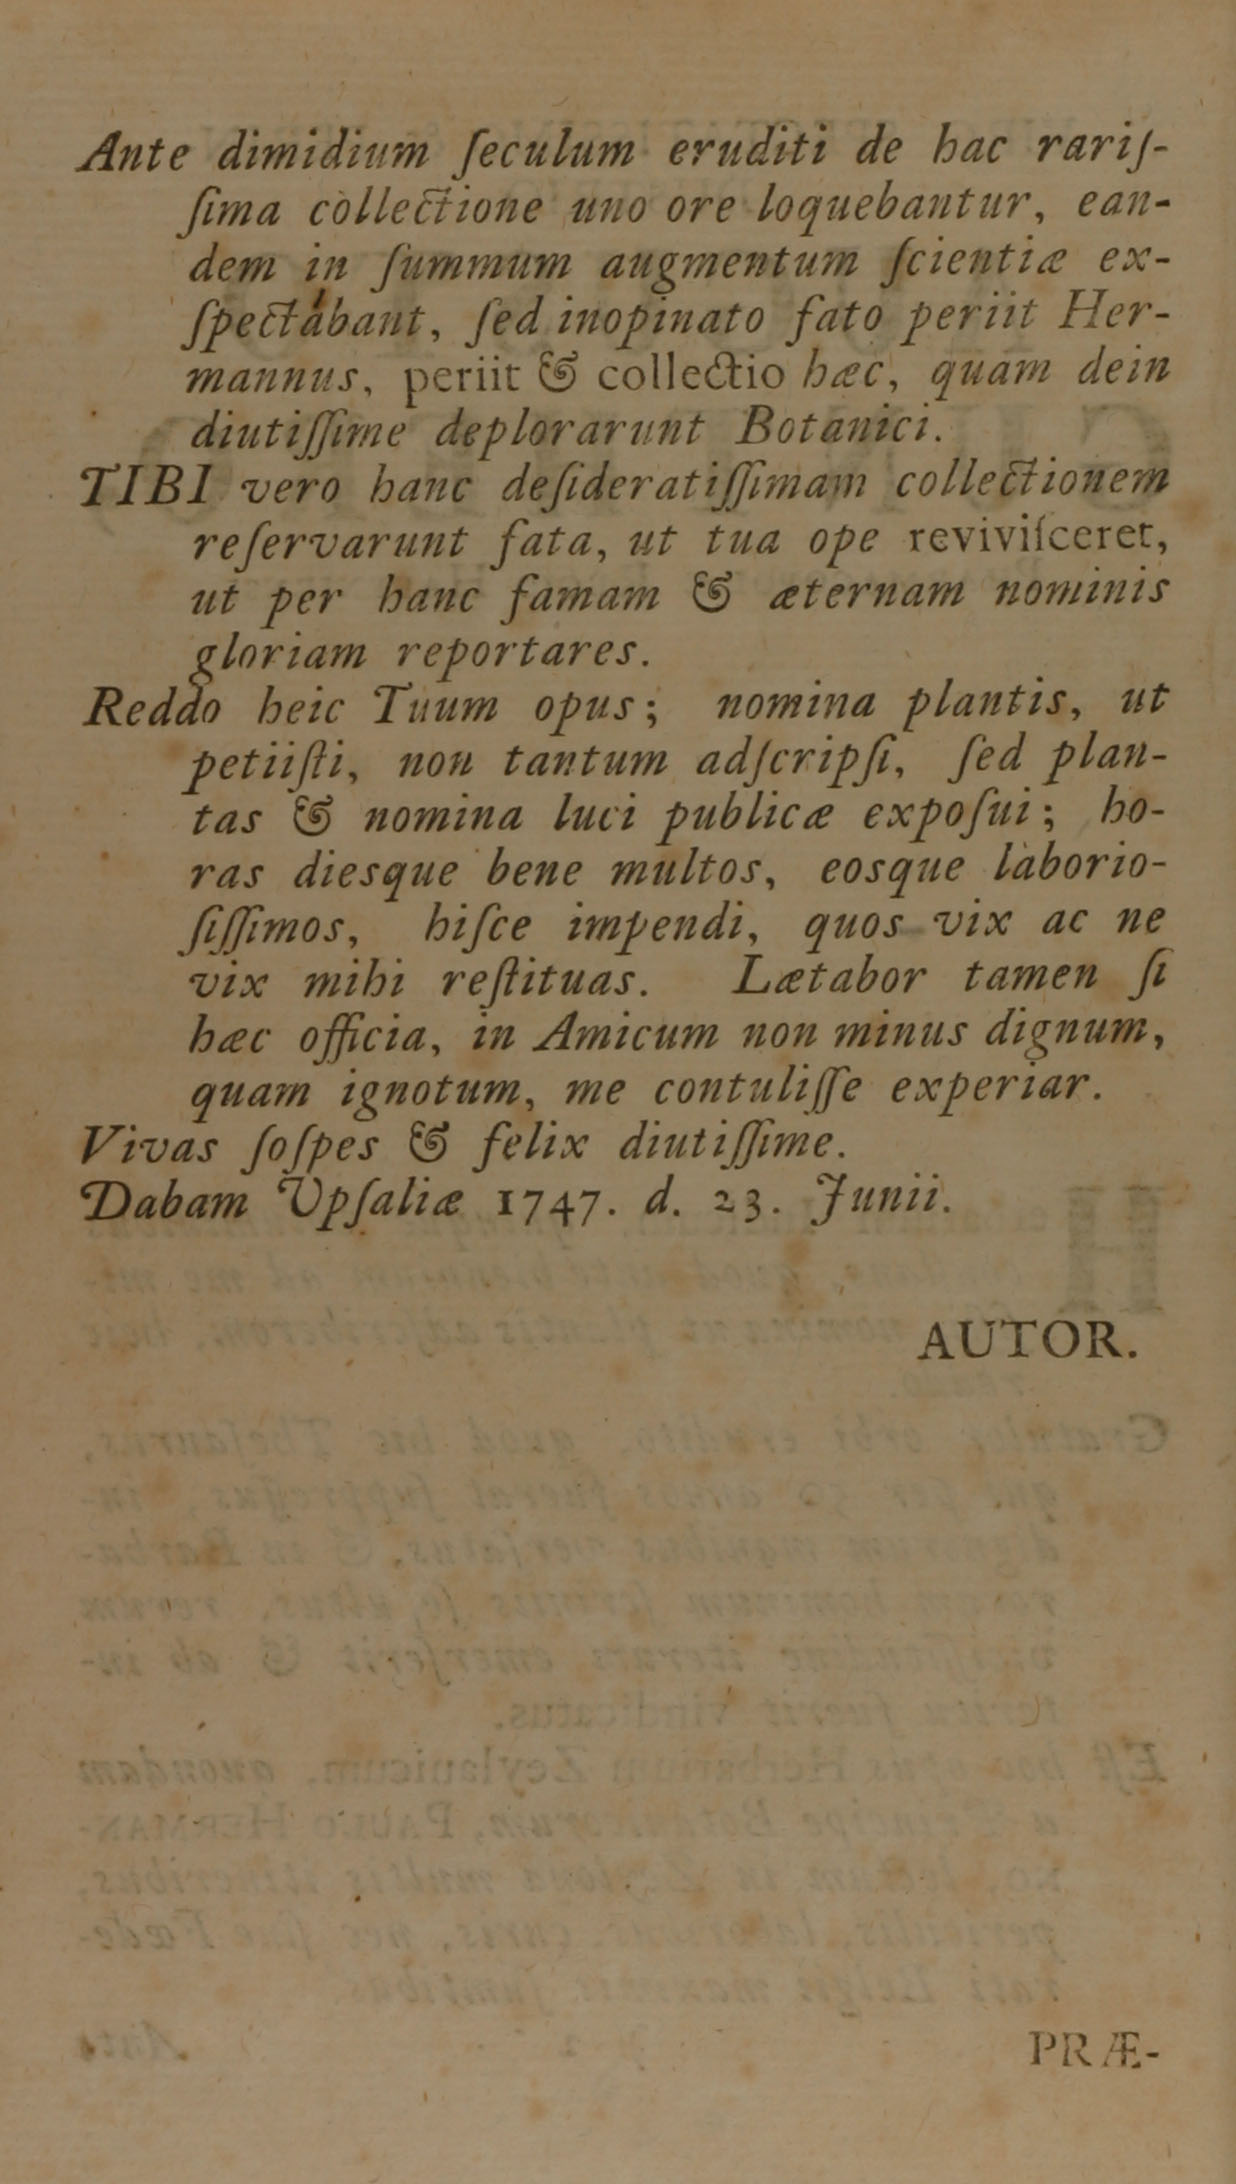 Ante dimidium ſeculum eruditi de hac rariſ-
ſima collectione uno ore loquebantur, ean-
dem in ſummum augmentum ſcientiæ ex-
ſpectabant, ſed inopinato fato periit Her-
mannus, periit & collectio hæc, quam dein
diutiſſime deplorarunt Botanici.
TIBI vero hanc deſideratiſſimam collectionem
reſervarunt fata, ut tua ope reviviſceret,
ut per hanc famam & æternam nominis
gloriam reportares.
Reddo heic Tuum opus; nomina plantis, ut
petiiſti, non tantum adſcripſi, ſed plan-
tas & nomina luci publicæ expoſui; ho-
ras diesque bene multos, eosque laborio-
ſiſſimos, hiſce impendi, quos vix ac ne
vix mihi reſtituas. Lætabor tamen ſi
hæc officia, in Amicum non minus dignum,
quam ignotum, me contuliſſe experiar.
Vivas ſoſpes & felix diutiſſime.
Dabam Upſaliæ 1747. d. 23. Junii.
AUTOR.
PRÆ-